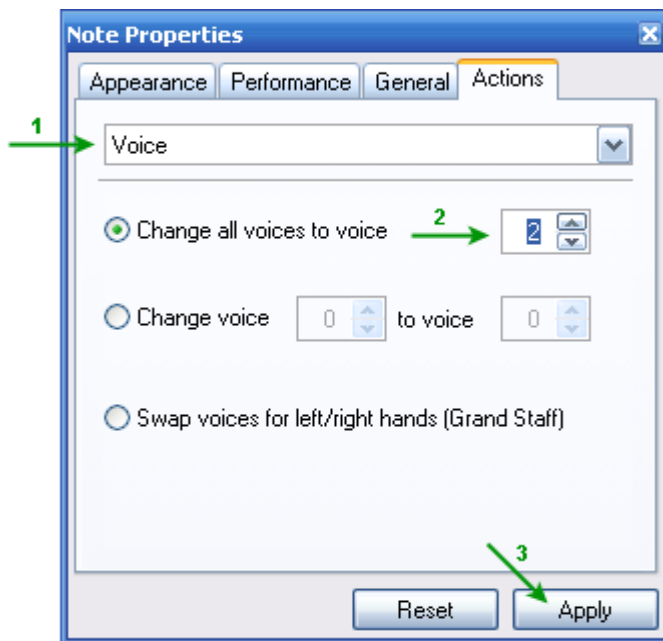 Note Properties
Appearance Performance General Actions
1
Voice
Change all voices to voice 2 2
Change voice 0 to voice 0
Swap voices for left/right hands (Grand Staff)
3
Reset Apply